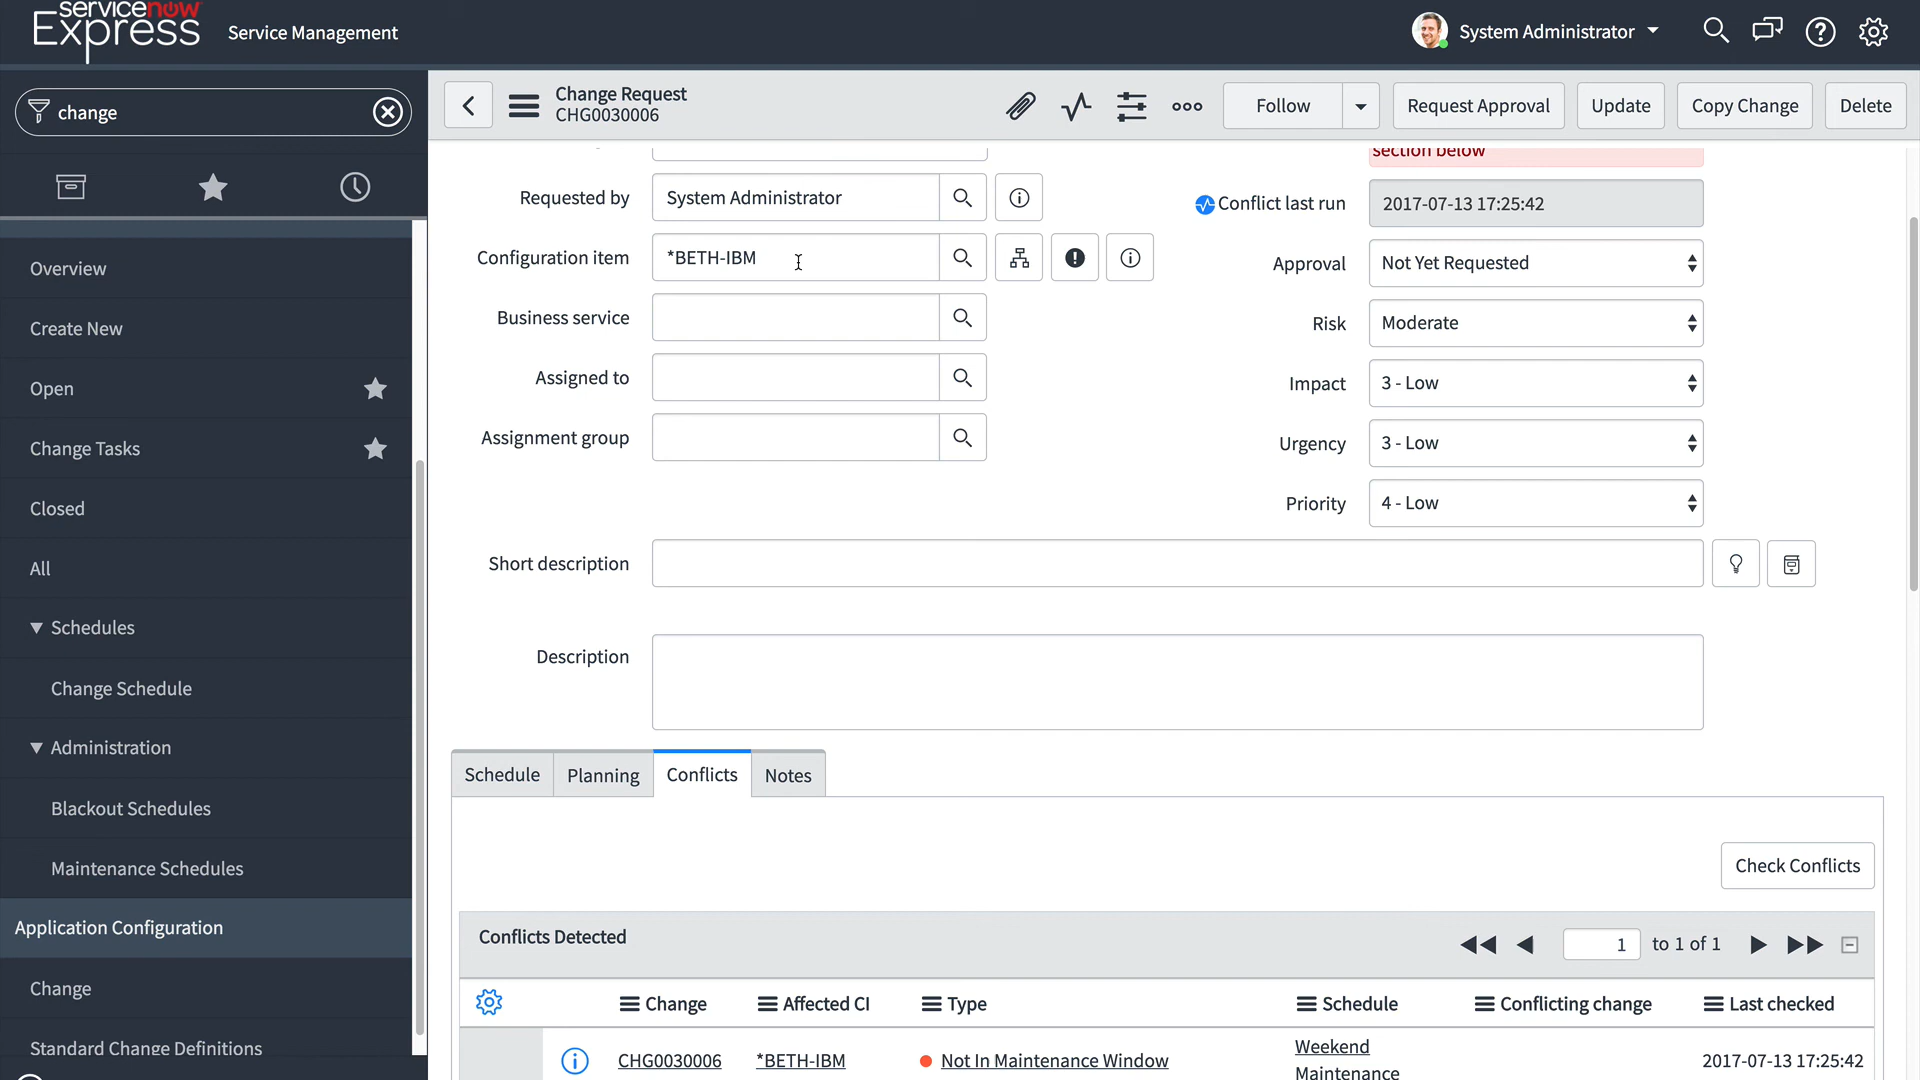 servicenow
Express
Service Management
System Administrator
change
Overview
Create New
Open
Change Tasks
Closed
All
Schedules
Change Schedule
Administration
Blackout Schedules
Maintenance Schedules
Application Configuration
Change
Standard Change Definitions
Change Request
CHG0030006
Follow
Request Approval
Update
Copy Change
Delete
section below
Requested by
System Administrator
Configuration item
*BETH-IBM
Business service
Assigned to
Assignment group
Conflict last run
2017-07-13 17:25:42
Approval
Not Yet Requested
Risk
Moderate
Impact
3 - Low
Urgency
3 - Low
Priority
4 - Low
Short description
Description
Schedule
Planning
Conflicts
Notes
Check Conflicts
Conflicts Detected
1 to 1 of 1
Change
Affected CI
Type
Schedule
Conflicting change
Last checked
CHG0030006
*BETH-IBM
Not In Maintenance Window
Weekend
Maintenance
2017-07-13 17:25:42